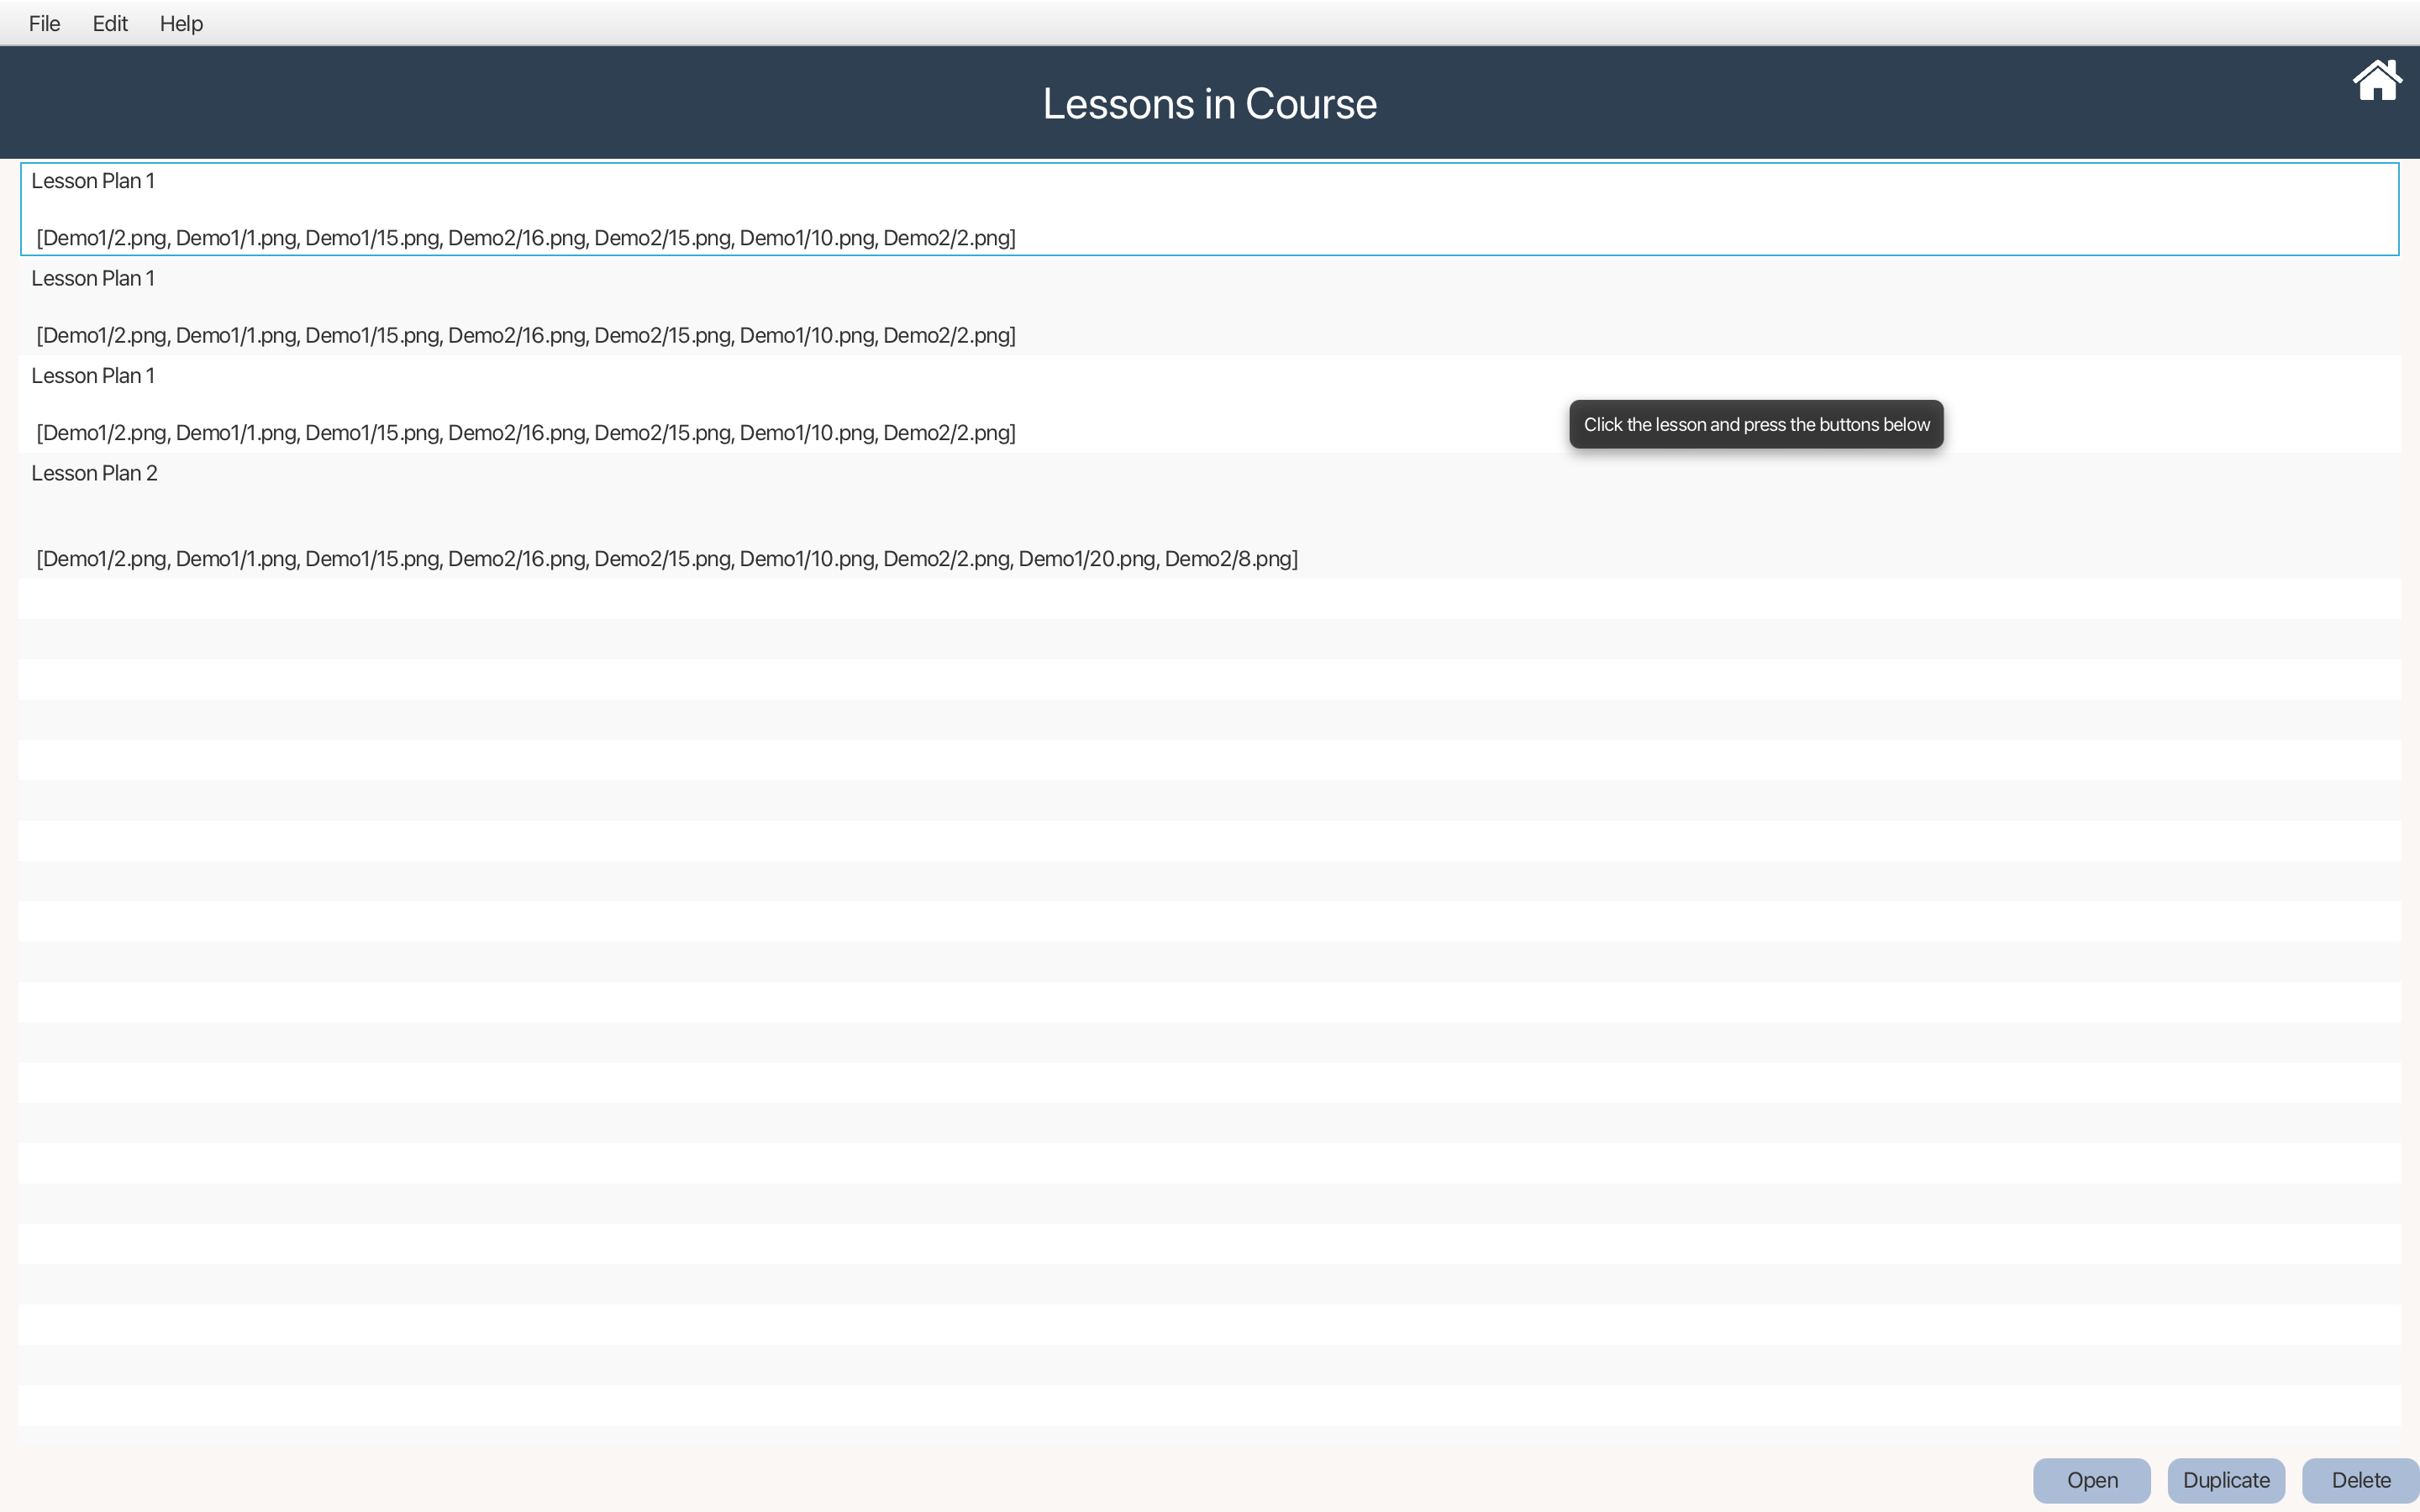 File Edit Help
Lessons in Course
Lesson Plan 1
[Demo1/2.png, Demo1/1.png, Demo1/15.png, Demo2/16.png, Demo2/15.png, Demo1/10.png, Demo2/2.png]
Lesson Plan 1
[Demo1/2.png, Demo1/1.png, Demo1/15.png, Demo2/16.png, Demo2/15.png, Demo1/10.png, Demo2/2.png]
Lesson Plan 1
Click the lesson and press the buttons below
[Demo1/2.png, Demo1/1.png, Demo1/15.png, Demo2/16.png, Demo2/15.png, Demo1/10.png, Demo2/2.png]
Lesson Plan 2
[Demo1/2.png, Demo1/1.png, Demo1/15.png, Demo2/16.png, Demo2/15.png, Demo1/10.png, Demo2/2.png, Demo1/20.png, Demo2/8.png]
Open Duplicate Delete